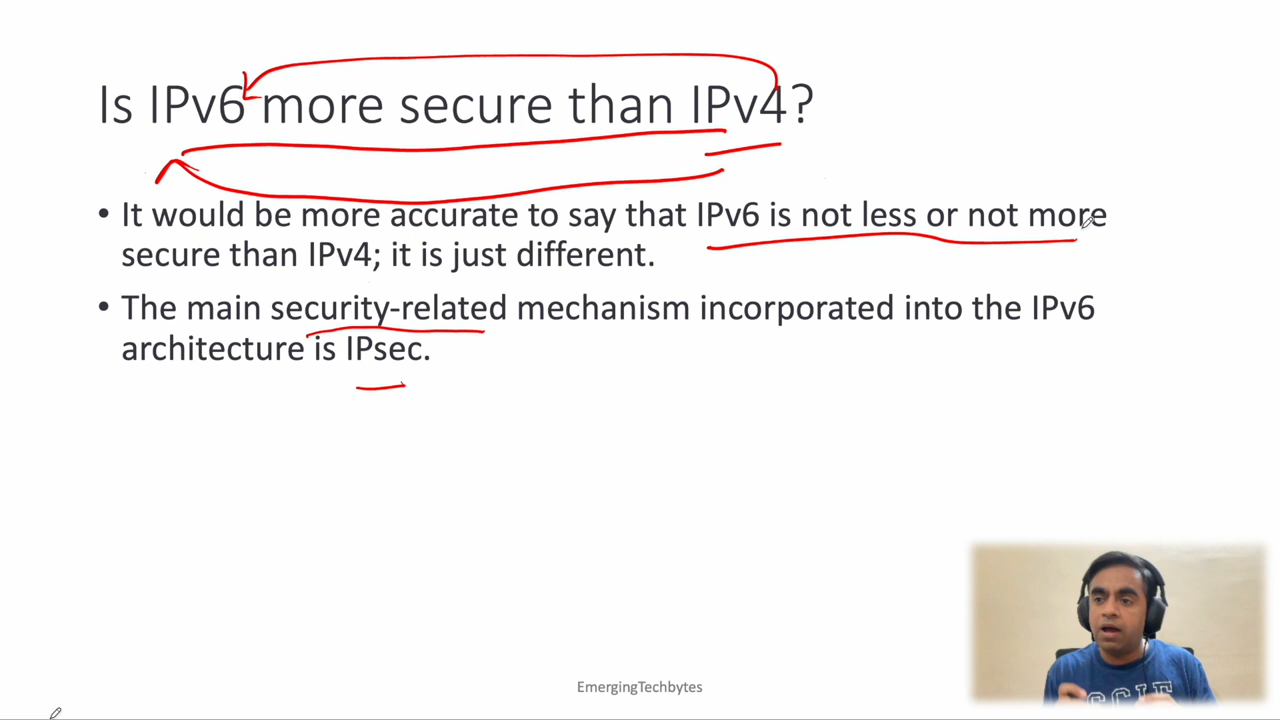 Is IPv6 more secure than IPv4?
• It would be more accurate to say that IPv6 is not less or not more
secure than IPv4; it is just different.
• The main security-related mechanism incorporated into the IPv6
architecture is IPsec.
EmergingTechbytes